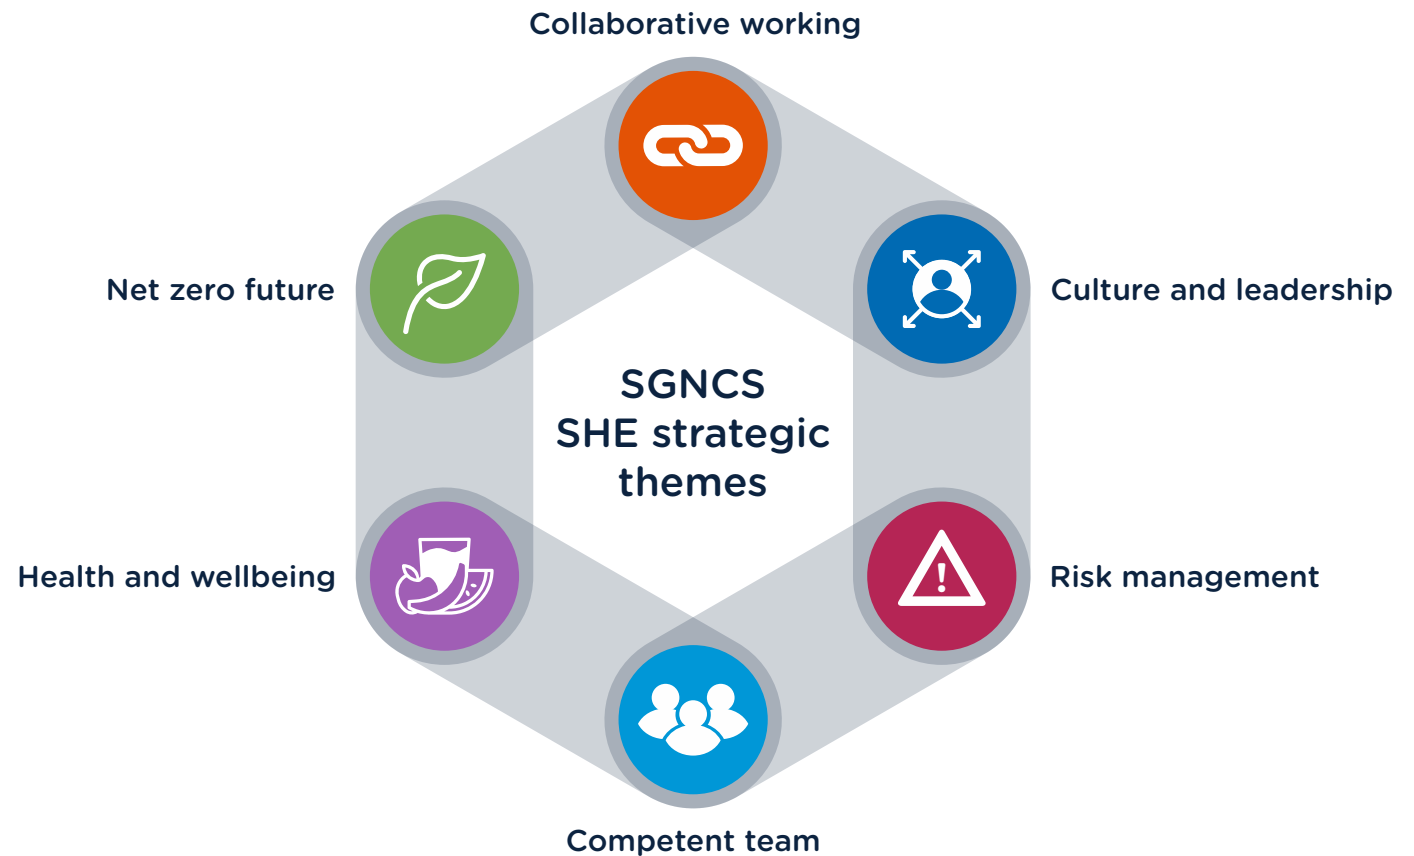 Collaborative working
Net zero future
Culture and leadership
SGNCS
SHE strategic
themes
Health and wellbeing
Risk management
Competent team